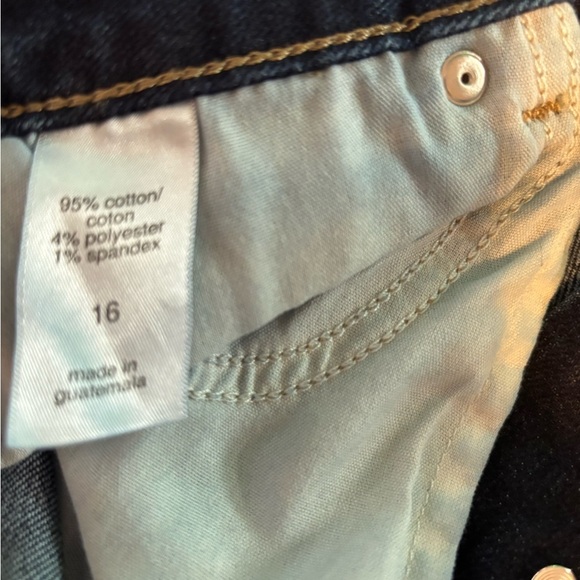 95% cotton/
coton
4% polyester
1% spandex
16
made in
guatemala